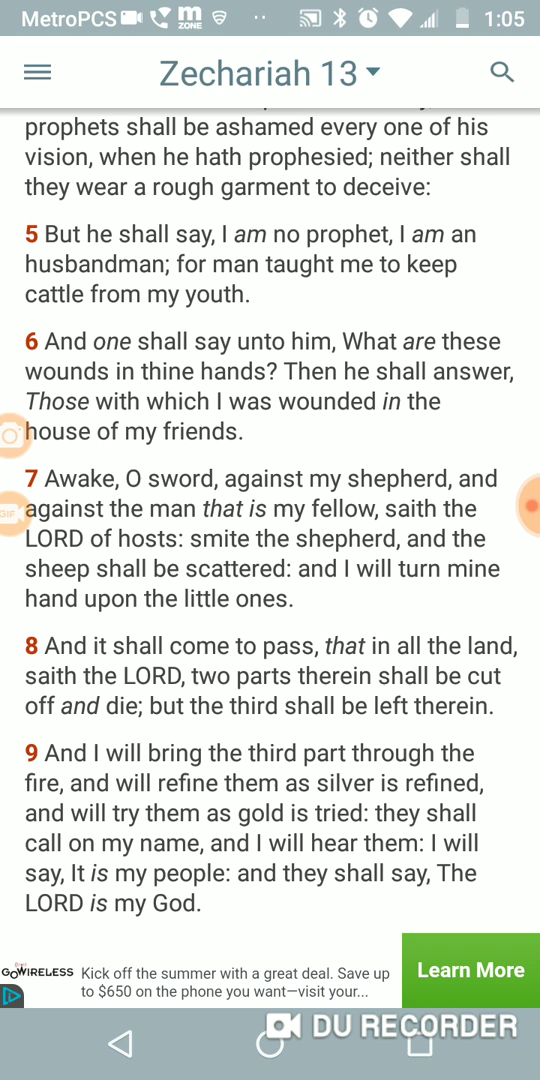 MetroPCS 1:05
m
ZONE
Zechariah 13
prophets shall be ashamed every one of his
vision, when he hath prophesied; neither shall
they wear a rough garment to deceive:
5 But he shall say, I am no prophet, I am an
husbandman; for man taught me to keep
cattle from my youth.
6 And one shall say unto him, What are these
wounds in thine hands? Then he shall answer,
Those with which I was wounded in the
house of my friends.
7 Awake, O sword, against my shepherd, and
GIF
against the man that is my fellow, saith the
LORD of hosts: smite the shepherd, and the
sheep shall be scattered: and I will turn mine
hand upon the little ones.
8 And it shall come to pass, that in all the land,
saith the LORD, two parts therein shall be cut
off and die; but the third shall be left therein.
9 And I will bring the third part through the
fire, and will refine them as silver is refined,
and will try them as gold is tried: they shall
call on my name, and I will hear them: I will
say, It is my people: and they shall say, The
LORD is my God.
GOWIRELESS
Kick off the summer with a great deal. Save up
to $650 on the phone you want—visit your...
Learn More
DU RECORDER